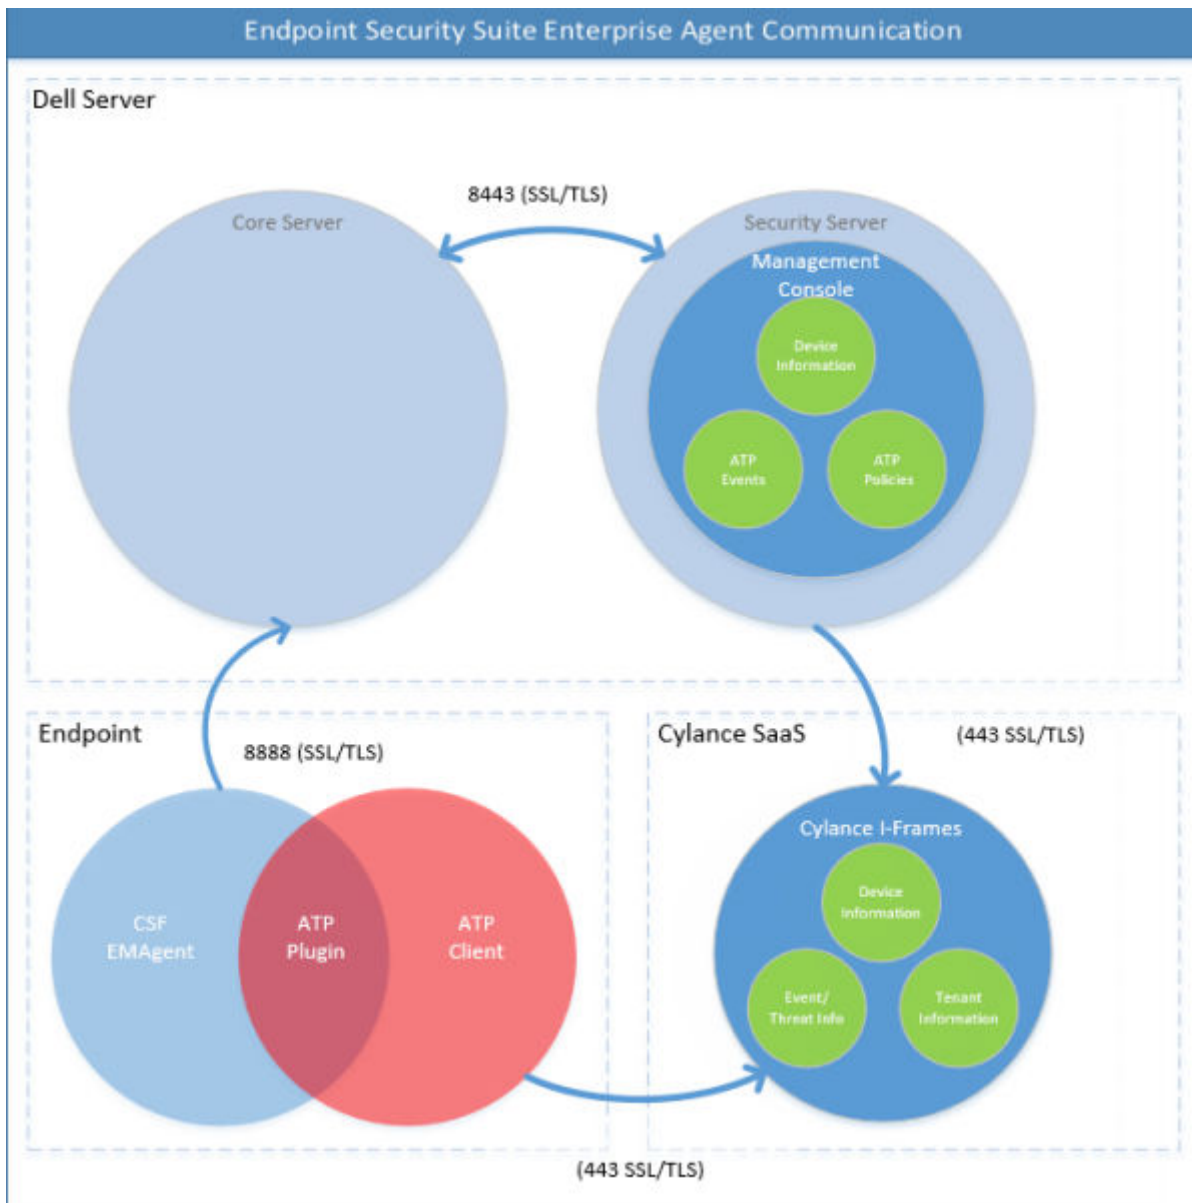 Endpoint Security Suite Enterprise Agent Communication
Dell Server
8443 (SSL/TLS)
Core Server
Security Server
Management
Console
Device
Information
ATP
Events
ATP
Policies
Endpoint
8888 (SSL/TLS)
CSF
EMAgent
ATP
Plugin
ATP
Client
Cylance SaaS
(443 SSL/TLS)
Cylance I-Frames
Device
Information
Event/
Threat Info
Tenant
Information
(443 SSL/TLS)